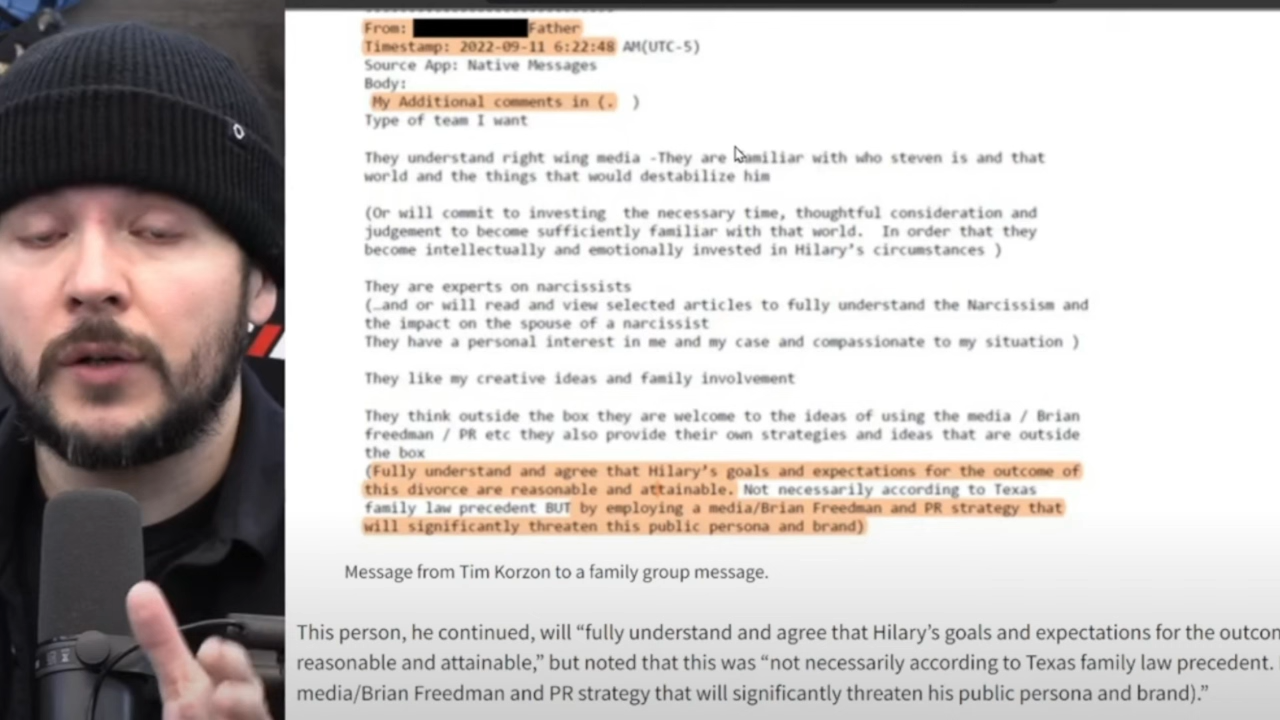 From: Father
Timestamp: 2022-09-11 6:22:48 AM(UTC-5)
Source App: Native Messages
Body:
My Additional comments in (. )
Type of team I want
They understand right wing media -They are familiar with who steven is and that
world and the things that would destabilize him
(Or will commit to investing the necessary time, thoughtful consideration and
judgement to become sufficiently familiar with that world. In order that they
become intellectually and emotionally invested in Hilary's circumstances )
They are experts on narcissists
(…and or will read and view selected articles to fully understand the Narcissism and
the impact on the spouse of a narcissist
They have a personal interest in me and my case and compassionate to my situation )
They like my creative ideas and family involvement
They think outside the box they are welcome to the ideas of using the media / Brian
freedman / PR etc they also provide their own strategies and ideas that are outside
the box
(Fully understand and agree that Hilary's goals and expectations for the outcome of
this divorce are reasonable and attainable. Not necessarily according to Texas
family law precedent BUT by employing a media/Brian Freedman and PR strategy that
will significantly threaten this public persona and brand)
Message from Tim Korzon to a family group message.
This person, he continued, will “fully understand and agree that Hilary’s goals and expectations for the
reasonable and attainable,” but noted that this was “not necessarily according to Texas family law precedent.
media/Brian Freedman and PR strategy that will significantly threaten his public persona and brand).”